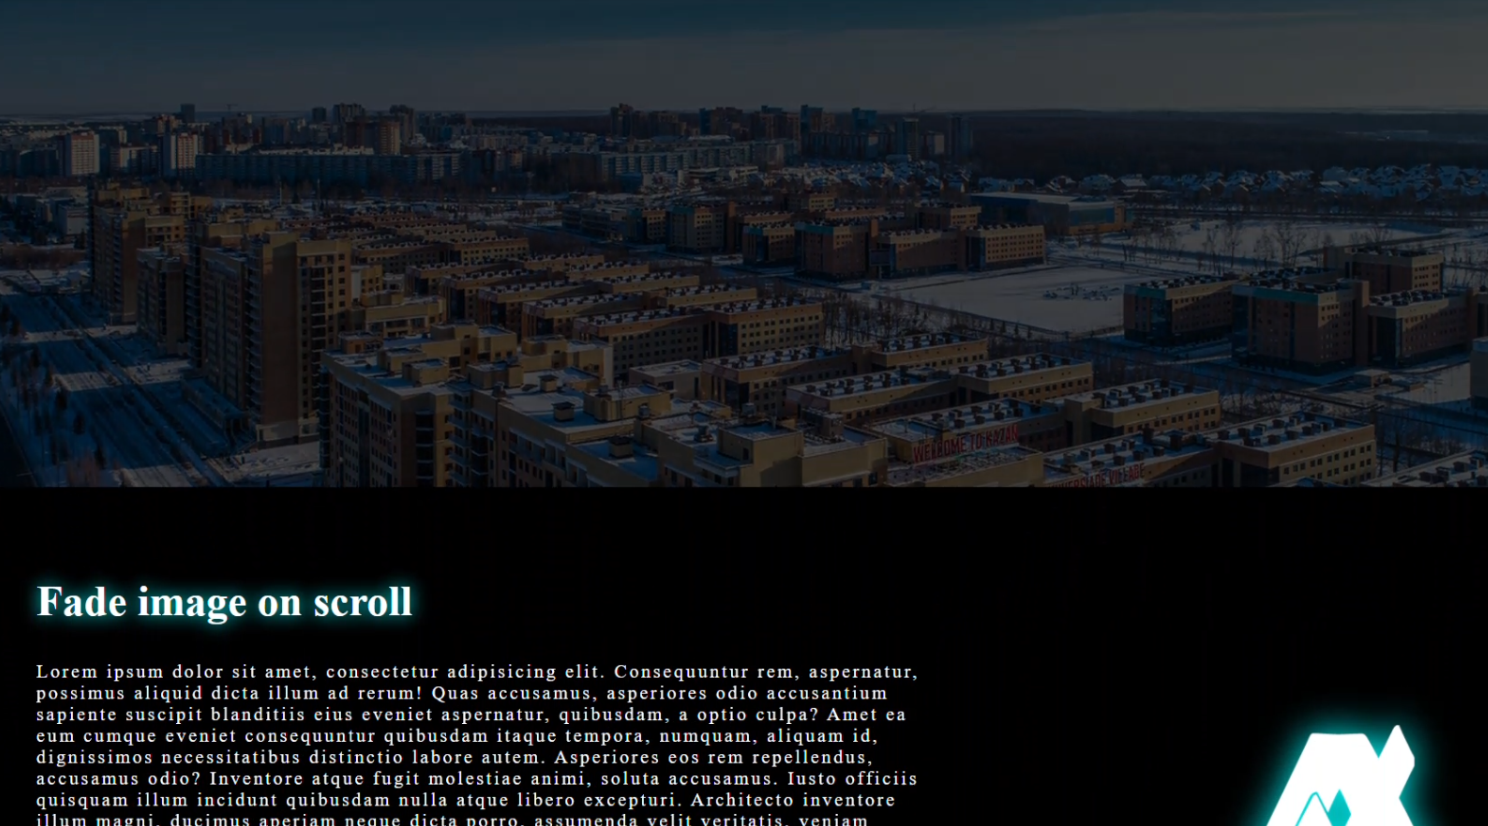 WELCOME TO KAZAN
Fade image on scroll
Lorem ipsum dolor sit amet, consectetur adipisicing elit. Consequuntur rem, aspernatur,
possimus aliquid dicta illum ad rerum! Quas accusamus, asperiores odio accusantium
sapiente suscipit blanditiis eius eveniet aspernatur, quibusdam, a optio culpa? Amet ea
eum cumque eveniet consequuntur quibusdam itaque tempora, numquam, aliquam id,
dignissimos necessitatibus distinctio labore autem. Asperiores eos rem repellendus,
accusamus odio? Inventore atque fugit molestiae animi, soluta accusamus. Iusto officiis
quisquam illum incidunt quibusdam nulla atque libero excepturi. Architecto inventore
illum magni, ducimus aperiam neque dicta porro, assumenda velit veritatis, veniam